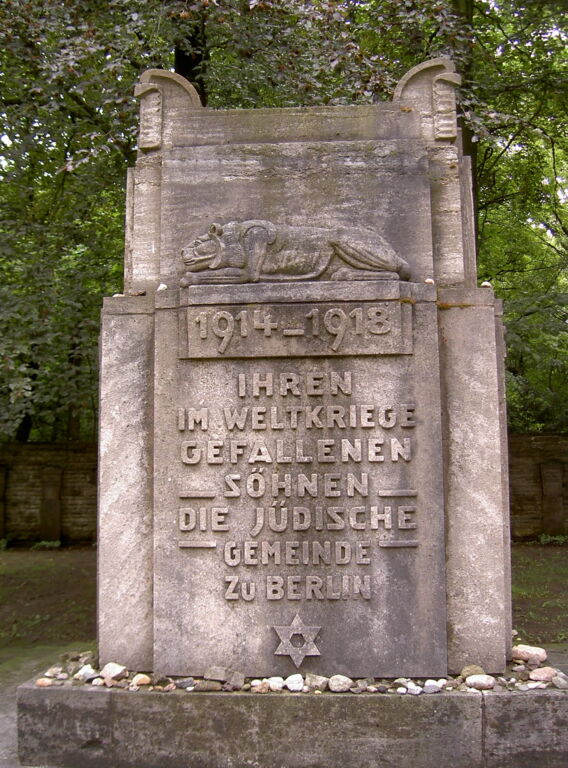 1914–1918
IHREN
IM WELTKRIEGE
GEFALLENEN
SÖHNEN
DIE JÜDISCHE
GEMEINDE
ZU BERLIN